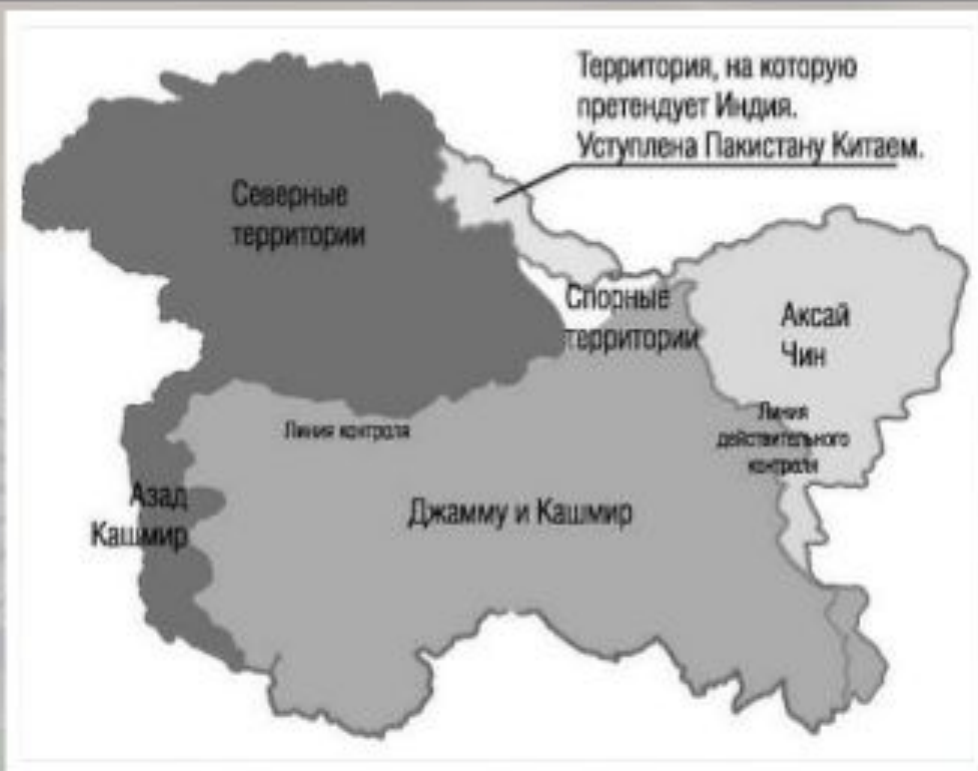 Территория, на которую
претендует Индия.
Уступлена Пакистану Китаем.
Северные
территории
Спорные
территории
Аксай
Чин
Линия
действительного
контроля
Линия контроля
Азад
Кашмир
Джамму и Кашмир